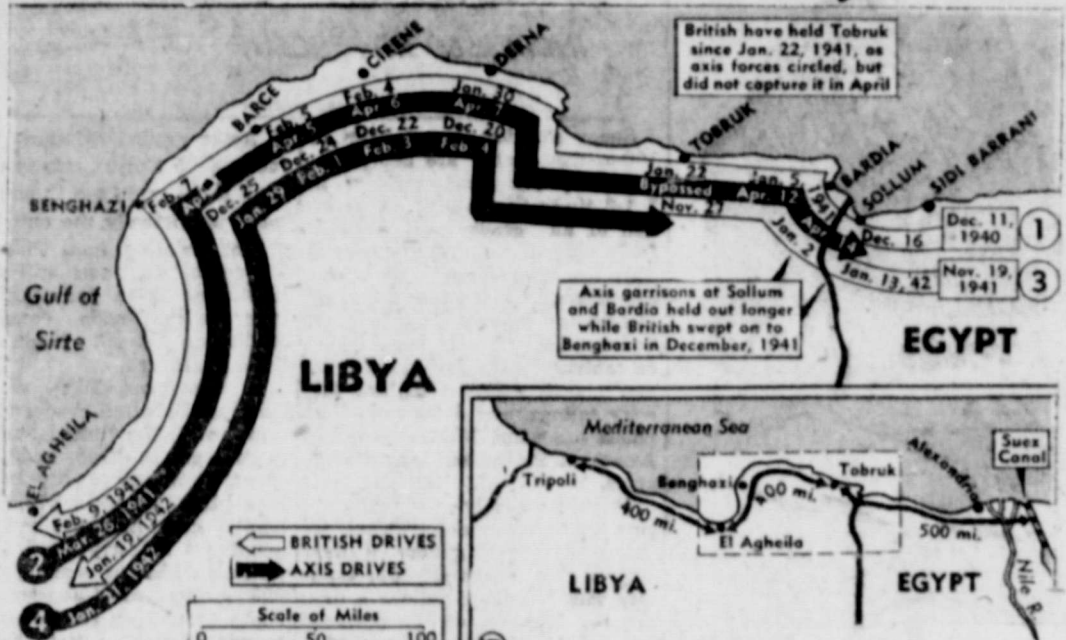 British have held Tobruk
since Jan. 22, 1941, as
axis forces circled, but
did not capture it in April
CIRENE
DERNA
BARCE
TOBRUK
BARDIA
SOLLUM
SIDI BARRANI
BENGHAZI
Feb. 7
Feb. 5
Feb. 4
Jan. 30
Jan. 22
Jan. 5
1941
Dec. 16
Dec. 11,
1940
1
Apr. 5
Apr. 6
Apr. 7
Bypassed
Apr. 12
Dec. 25
Dec. 24
Dec. 22
Dec. 20
Nov. 27
Jan. 2
Jan. 13, 42
Nov. 19,
1941
3
Jan. 29
Feb. 1
Feb. 3
Feb. 4
Axis garrisons at Sollum
and Bardia held out longer
while British swept on to
Benghazi in December, 1941
Gulf of
Sirte
LIBYA
EGYPT
EL AGHEILA
Feb. 9, 1941
2
Mar. 26, 1941
Jan. 19, 1942
4
Jan. 21, 1942
BRITISH DRIVES
AXIS DRIVES
Scale of Miles
0 50 100
Mediterranean Sea
Suez
Canal
Alexandria
Tripoli
Benghazi
Tobruk
400 mi.
400 mi.
500 mi.
El Agheila
LIBYA
EGYPT
Nile R.